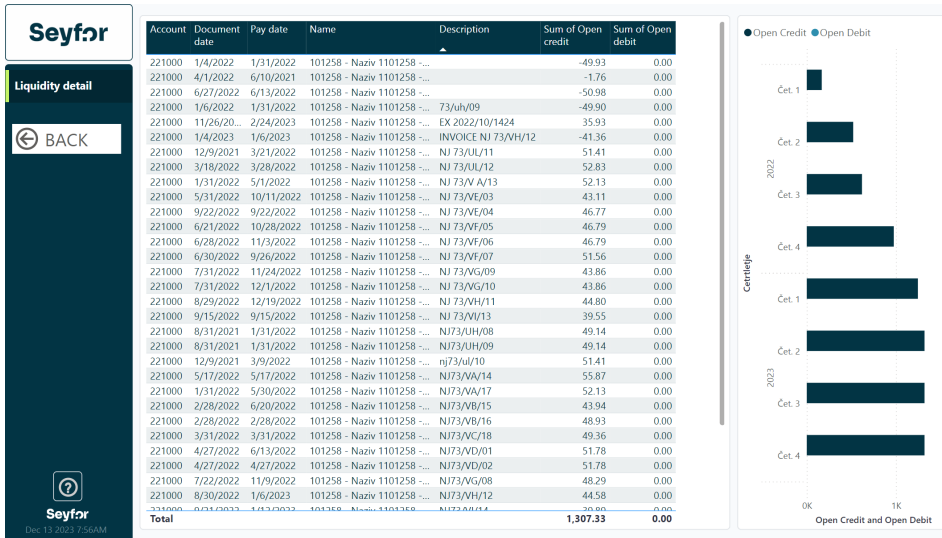 Seyfor
Liquidity detail
BACK
Seyfor
Dec 13 2023 7:56AM
Account Document date Pay date Name Description Sum of Open credit Sum of Open debit
221000 1/4/2022 1/31/2022 101258 - Naziv 1101258 -... -49.93 0.00
221000 4/1/2022 6/10/2021 101258 - Naziv 1101258 -... -1.76 0.00
221000 6/27/2022 6/13/2022 101258 - Naziv 1101258 -... -50.98 0.00
221000 1/6/2022 1/31/2022 101258 - Naziv 1101258 -... 73/uh/09 -49.90 0.00
221000 11/26/20... 2/24/2023 101258 - Naziv 1101258 -... EX 2022/10/1424 35.93 0.00
221000 1/4/2023 1/6/2023 101258 - Naziv 1101258 -... INVOICE NJ 73/VH/12 -41.36 0.00
221000 12/9/2021 3/21/2022 101258 - Naziv 1101258 -... NJ 73/UL/11 51.41 0.00
221000 3/18/2022 3/28/2022 101258 - Naziv 1101258 -... NJ 73/UL/12 52.83 0.00
221000 1/31/2022 5/1/2022 101258 - Naziv 1101258 -... NJ 73/V A/13 52.13 0.00
221000 5/31/2022 10/11/2022 101258 - Naziv 1101258 -... NJ 73/VE/03 43.11 0.00
221000 9/22/2022 9/22/2022 101258 - Naziv 1101258 -... NJ 73/VE/04 46.77 0.00
221000 6/21/2022 10/28/2022 101258 - Naziv 1101258 -... NJ 73/VF/05 46.79 0.00
221000 6/28/2022 11/3/2022 101258 - Naziv 1101258 -... NJ 73/VF/06 46.79 0.00
221000 6/30/2022 9/26/2022 101258 - Naziv 1101258 -... NJ 73/VF/07 51.56 0.00
221000 7/31/2022 11/24/2022 101258 - Naziv 1101258 -... NJ 73/VG/09 43.86 0.00
221000 7/31/2022 12/1/2022 101258 - Naziv 1101258 -... NJ 73/VG/10 43.86 0.00
221000 8/29/2022 12/19/2022 101258 - Naziv 1101258 -... NJ 73/VH/11 44.80 0.00
221000 9/15/2022 9/15/2022 101258 - Naziv 1101258 -... NJ 73/VI/13 39.55 0.00
221000 8/31/2021 1/31/2022 101258 - Naziv 1101258 -... NJ73/UH/08 49.14 0.00
221000 8/31/2021 1/31/2022 101258 - Naziv 1101258 -... NJ73/UH/09 49.14 0.00
221000 12/9/2021 3/9/2022 101258 - Naziv 1101258 -... nj73/ul/10 51.41 0.00
221000 5/17/2022 5/17/2022 101258 - Naziv 1101258 -... NJ73/VA/14 55.87 0.00
221000 1/31/2022 5/30/2022 101258 - Naziv 1101258 -... NJ73/VA/17 52.13 0.00
221000 2/28/2022 6/20/2022 101258 - Naziv 1101258 -... NJ73/VB/15 43.94 0.00
221000 2/28/2022 2/28/2022 101258 - Naziv 1101258 -... NJ73/VB/16 48.93 0.00
221000 3/31/2022 3/31/2022 101258 - Naziv 1101258 -... NJ73/VC/18 49.36 0.00
221000 4/27/2022 6/13/2022 101258 - Naziv 1101258 -... NJ73/VD/01 51.78 0.00
221000 4/27/2022 4/27/2022 101258 - Naziv 1101258 -... NJ73/VD/02 51.78 0.00
221000 7/22/2022 11/9/2022 101258 - Naziv 1101258 -... NJ73/VG/08 48.29 0.00
221000 8/30/2022 1/6/2023 101258 - Naziv 1101258 -... NJ73/VH/12 44.58 0.00
Total 1,307.33 0.00
Open Credit Open Debit
Čet. 1
Čet. 2
2022
Čet. 3
Čet. 4
Cetrtletje
Čet. 1
Čet. 2
2023
Čet. 3
Čet. 4
0K 1K
Open Credit and Open Debit